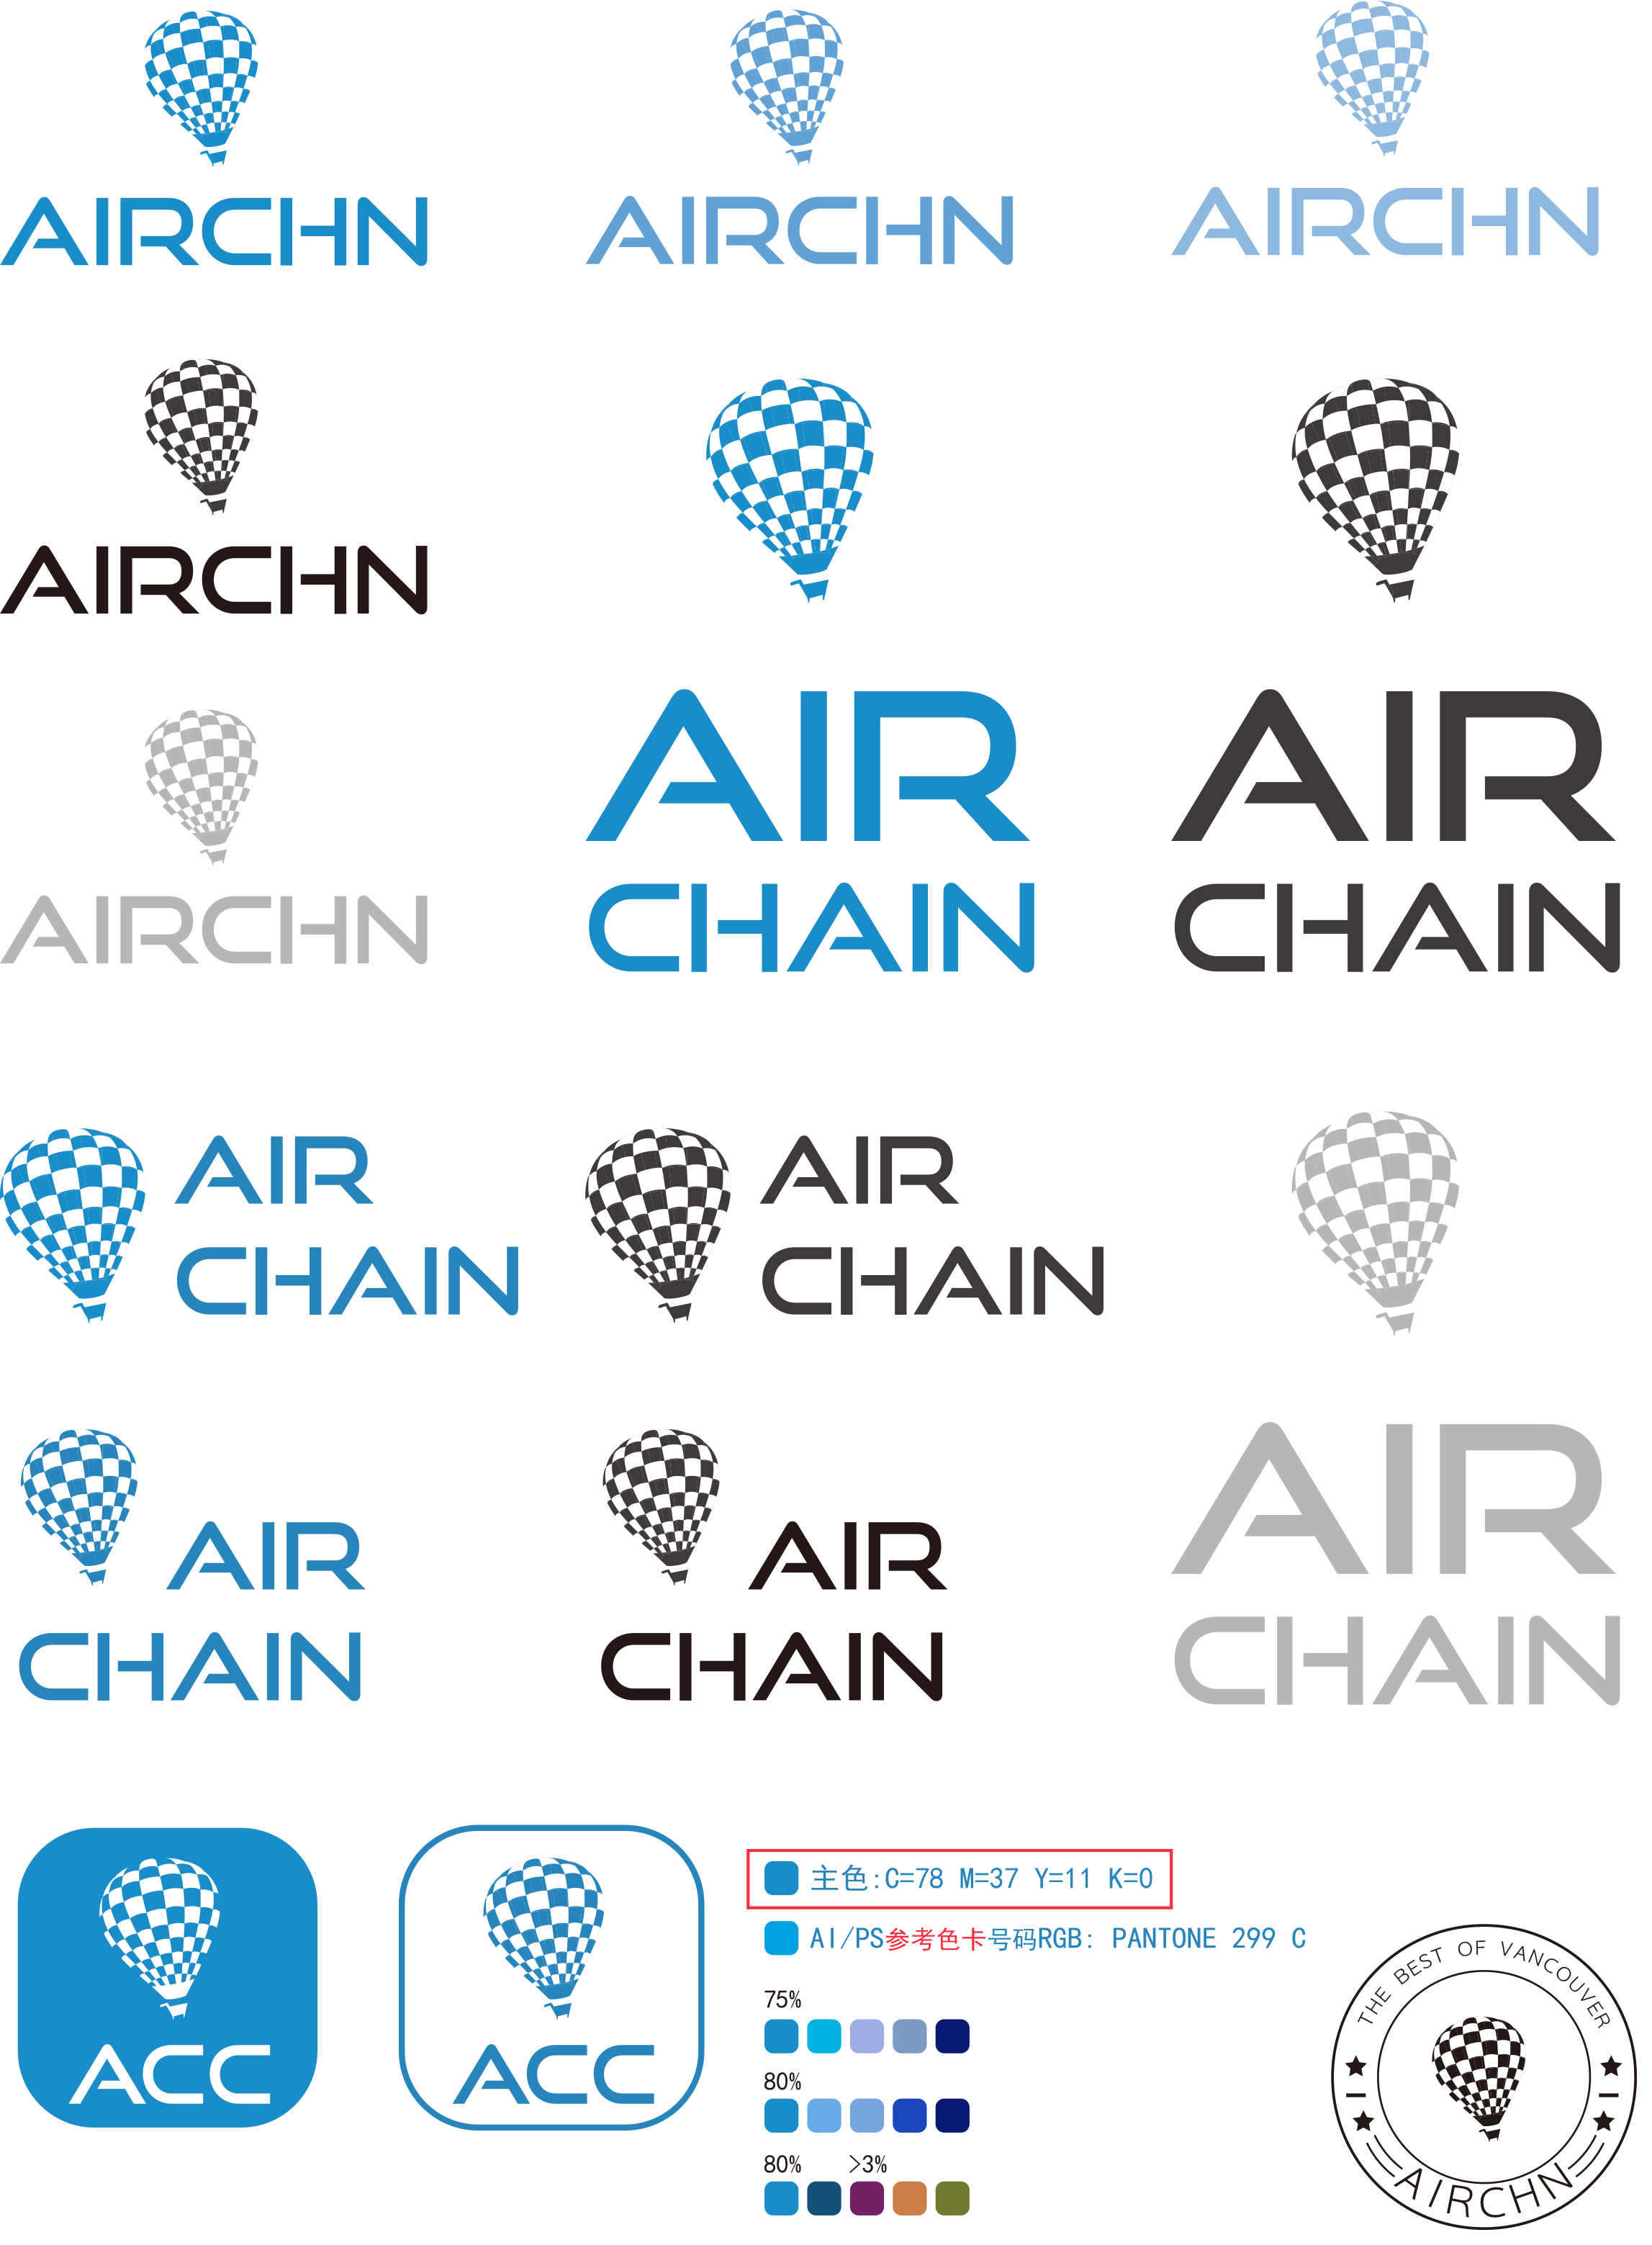 AIRCHN
AIRCHN
AIRCHN
AIRCHN
AIRCHN
AIR
CHAIN
AIR
CHAIN
AIR
CHAIN
AIR
CHAIN
AIR
CHAIN
AIR
CHAIN
AIR
CHAIN
ACC
ACC
主色:C=78 M=37 Y=11 K=0
AI/PS参考色卡号码RGB: PANTONE 299 C
75%
80%
80% >3%
THE BEST OF VANCOUVER
AIRCHN